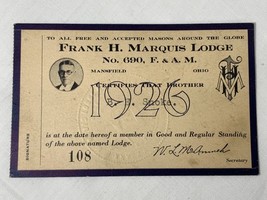 TO ALL FREE AND ACCEPTED MASONS AROUND THE GLOBE
FRANK H. MARQUIS LODGE
No. 690, F. & A. M.
MANSFIELD OHIO
CERTIFIES THAT BROTHER
1926
is at the date hereof a member in Good and Regular Standing
of the above named Lodge.
108
Secretary
SIGNATURE